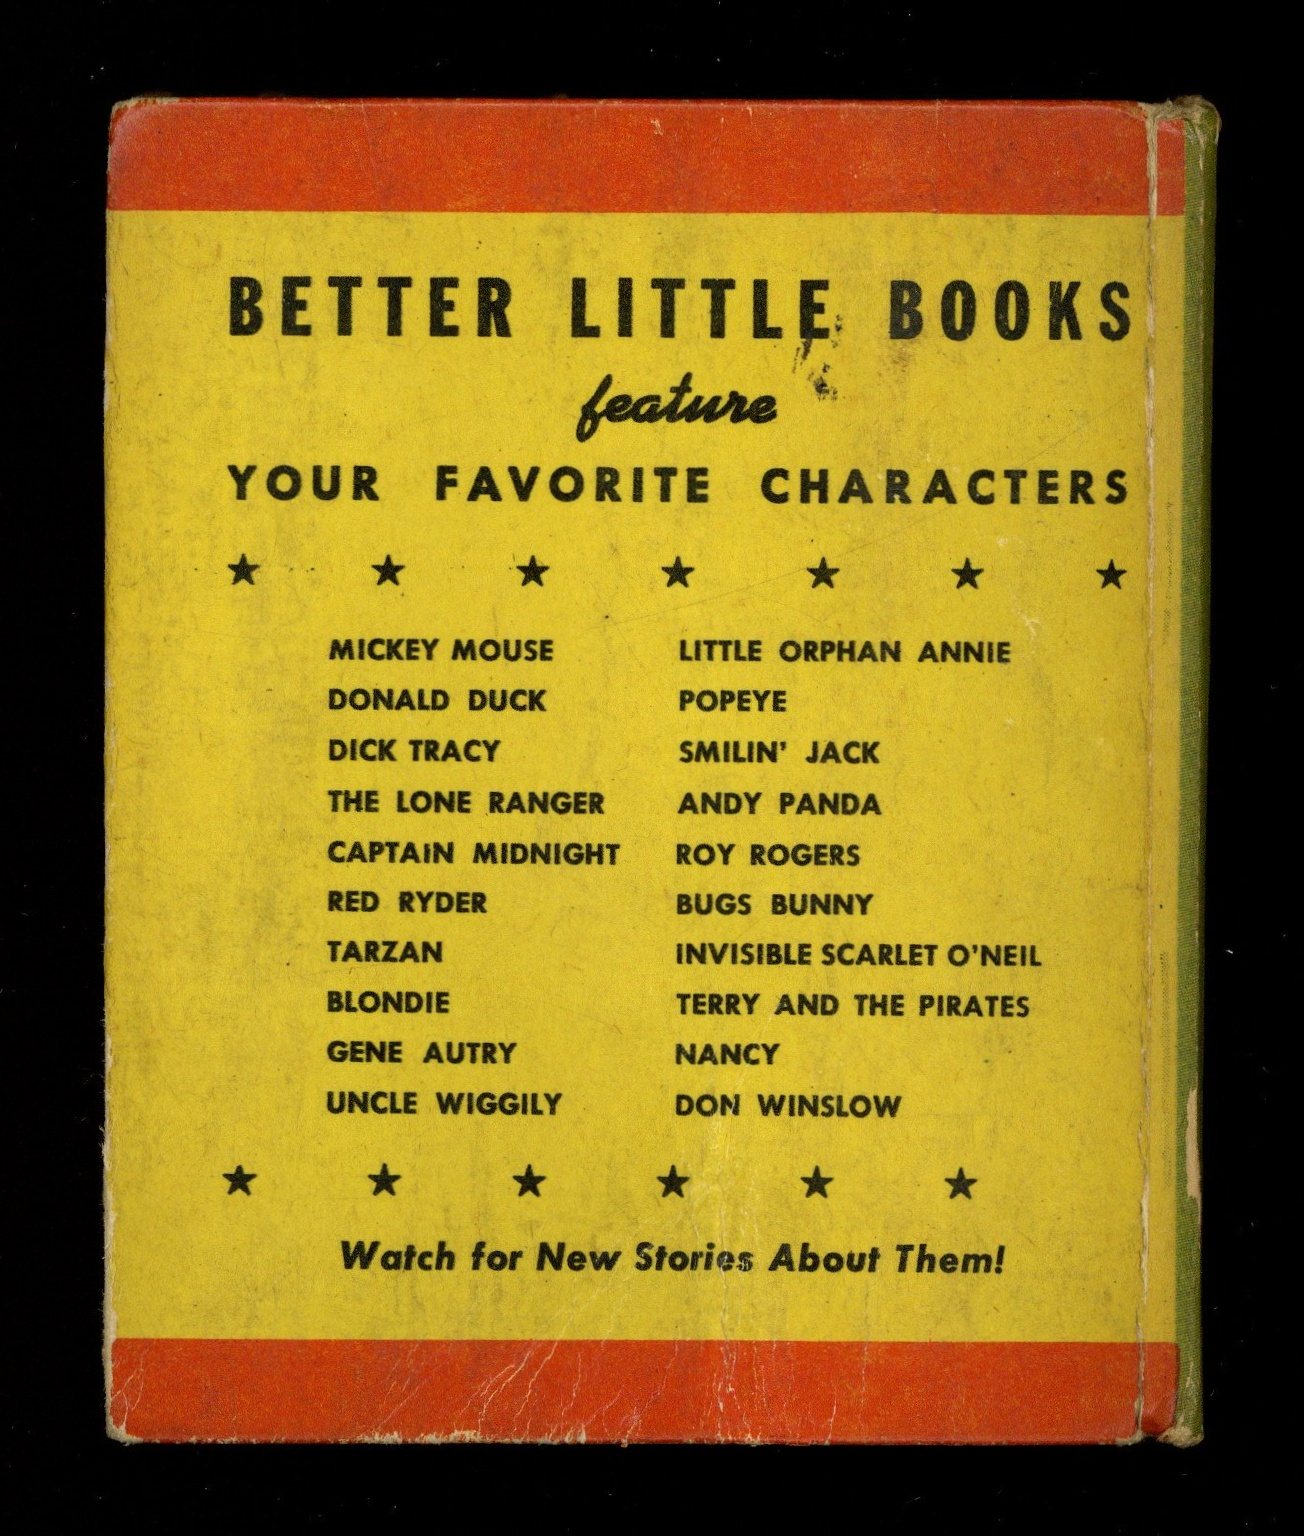 BETTER LITTLE BOOKS
feature
YOUR FAVORITE CHARACTERS
MICKEY MOUSE
DONALD DUCK
DICK TRACY
THE LONE RANGER
CAPTAIN MIDNIGHT
RED RYDER
TARZAN
BLONDIE
GENE AUTRY
UNCLE WIGGILY
LITTLE ORPHAN ANNIE
POPEYE
SMILIN' JACK
ANDY PANDA
ROY ROGERS
BUGS BUNNY
INVISIBLE SCARLET O'NEIL
TERRY AND THE PIRATES
NANCY
DON WINSLOW
Watch for New Stories About Them!